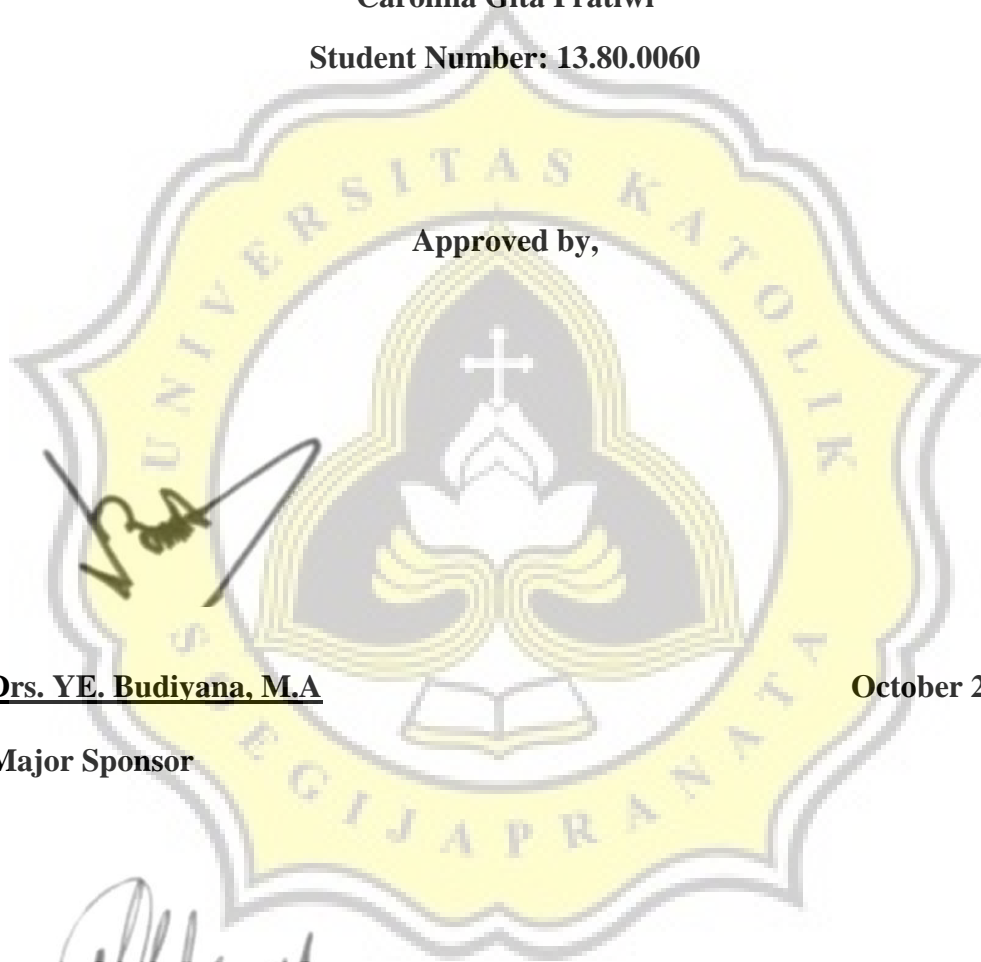 Carolina Gita Pratiwi
Student Number: 13.80.0060
UNIVERSITAS KATOLIK
Approved by,
Drs. YE. Budiyana, M.A
October 2
Major Sponsor
SOEGIJAPRANATA